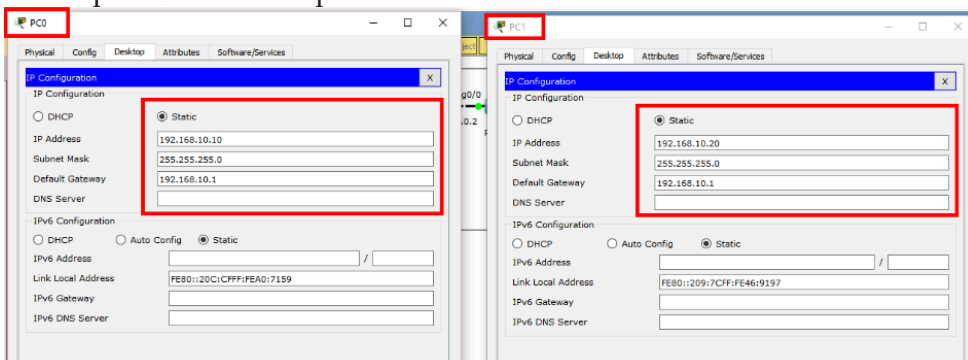 PC0
Physical Config Desktop Attributes Software/Services
IP Configuration X
IP Configuration
DHCP Static
IP Address 192.168.10.10
Subnet Mask 255.255.255.0
Default Gateway 192.168.10.1
DNS Server
IPv6 Configuration
DHCP Auto Config Static
IPv6 Address /
Link Local Address FE80::20C:CFFF:FEA0:7159
IPv6 Gateway
IPv6 DNS Server
ject
g0/0
.0.2
PC1
Physical Config Desktop Attributes Software/Services
IP Configuration X
IP Configuration
DHCP Static
IP Address 192.168.10.20
Subnet Mask 255.255.255.0
Default Gateway 192.168.10.1
DNS Server
IPv6 Configuration
DHCP Auto Config Static
IPv6 Address /
Link Local Address FE80::209:7CFF:FE46:9197
IPv6 Gateway
IPv6 DNS Server